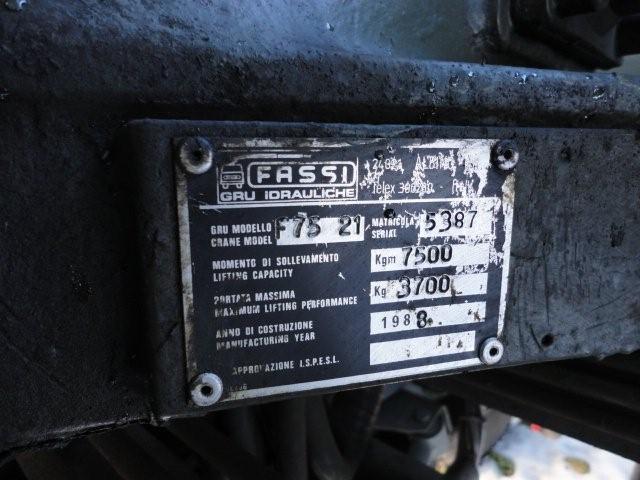 FASSI
GRU IDRAULICHE
Telex
GRU MODELLO
CRANE MODEL
F75 21
MATRICOLA
SERIAL
5387
MOMENTO DI SOLLEVAMENTO
LIFTING CAPACITY
Kgm 7500
PORTATA MASSIMA
MAXIMUM LIFTING PERFORMANCE
Kg 3700
ANNO DI COSTRUZIONE
MANUFACTURING YEAR
1988
APPROVAZIONE I.S.P.E.S.L.